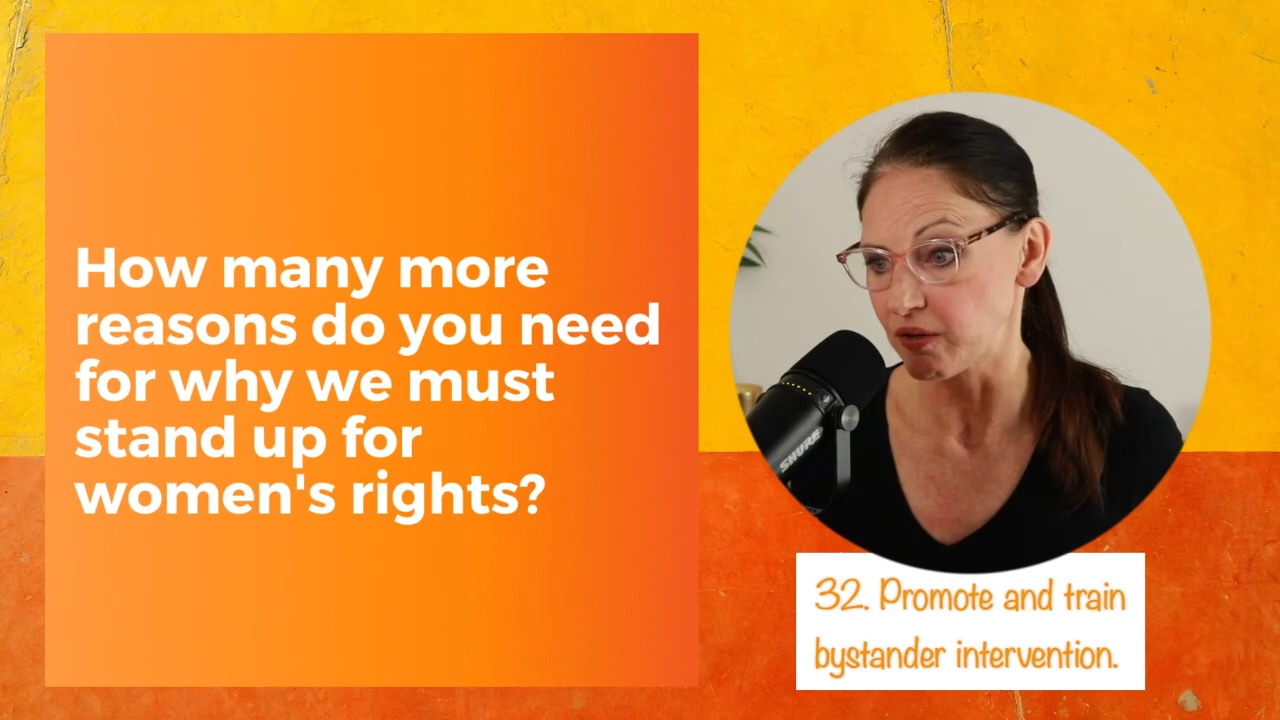 How many more
reasons do you need
for why we must
stand up for
women's rights?
SHURE
32. Promote and train
bystander intervention.